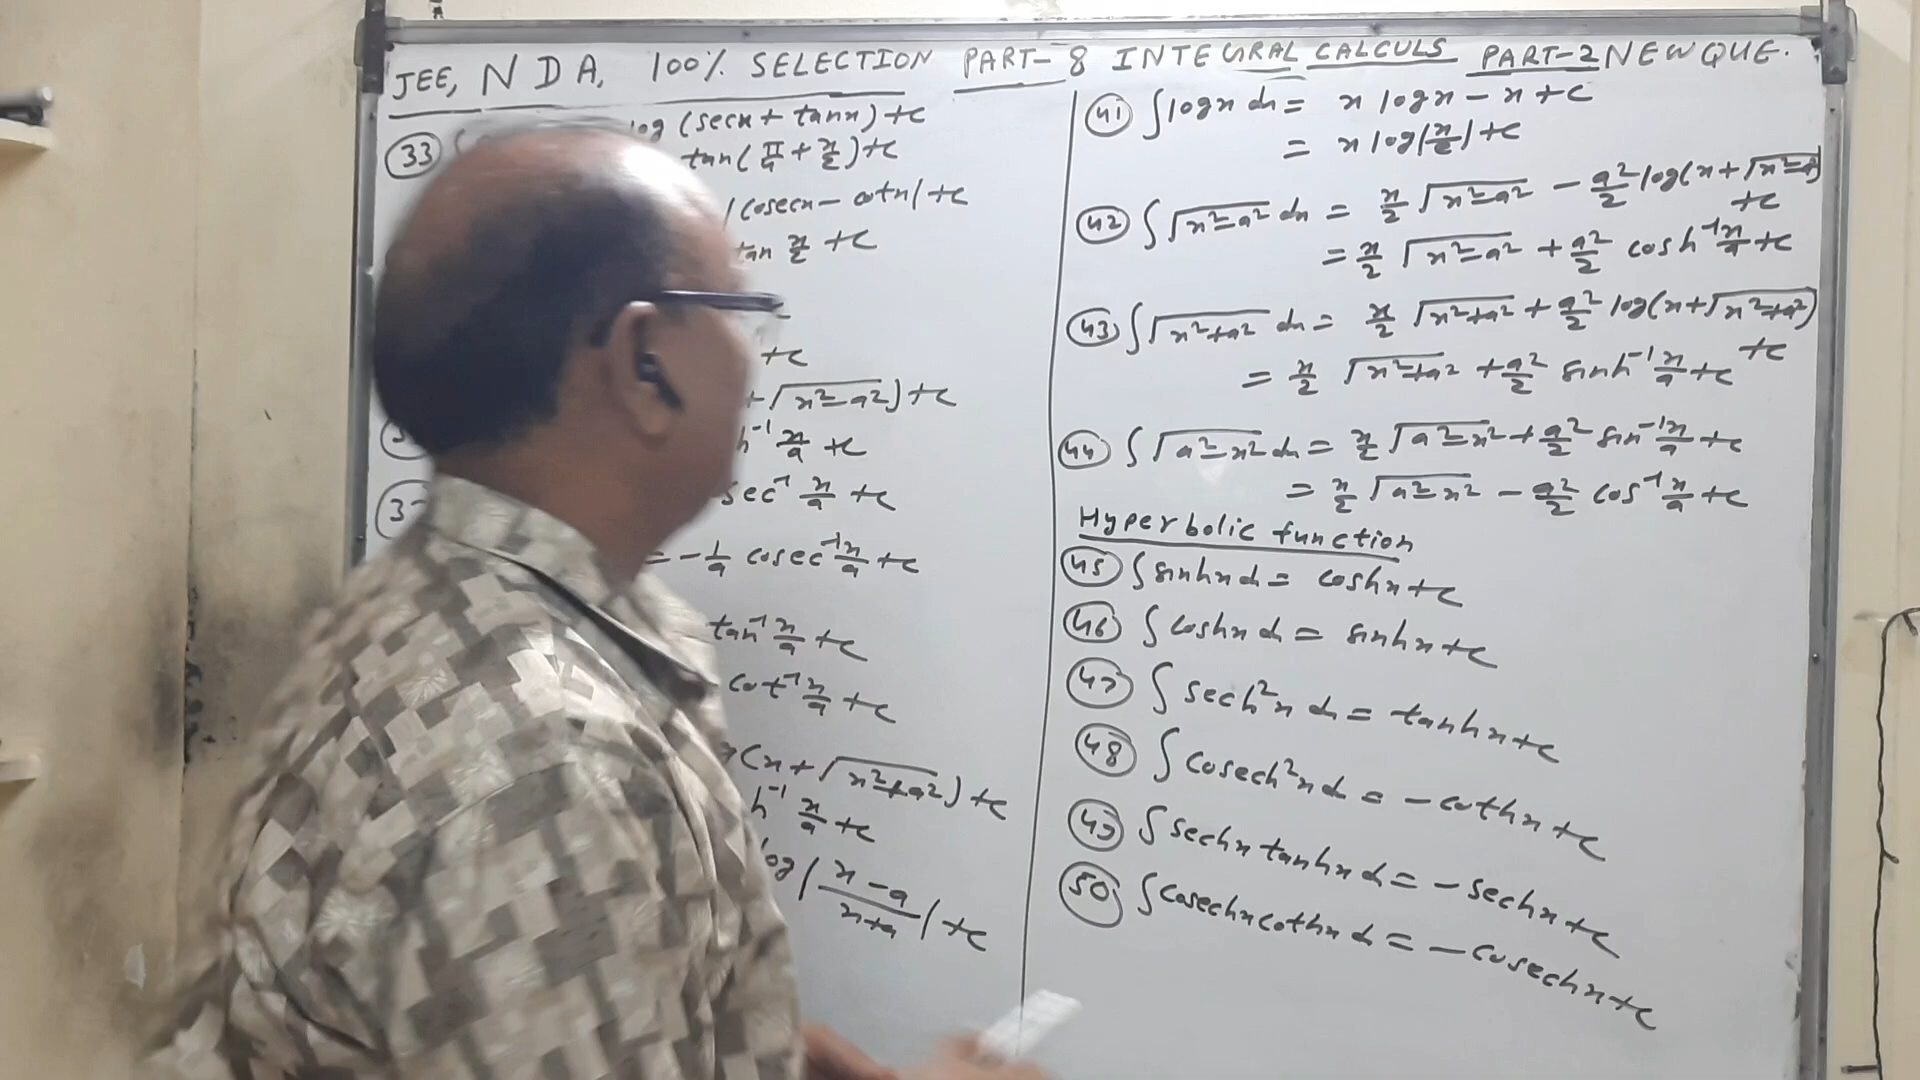 JEE, NDA, 100% SELECTION PART-8 INTEGRAL CALCULS PART-2 NEW QUE.
33 log (secx + tanx) + c
tan(π/4 + x/2) + c
|cosecx - cotx| + c
tan x/2 + c
+ c
+ √x²-a²) + c
h⁻¹ x/a + c
sec⁻¹ x/a + c
= -1/a cosec⁻¹ x/a + c
tan⁻¹ x/a + c
cot⁻¹ x/a + c
(x + √x²+a²) + c
h⁻¹ x/a + c
log |x-a/x+a| + c
41 ∫ logx dx = x logx - x + c
= x log|x/e| + c
42 ∫ √x²-a² dx = x/2 √x²-a² - a²/2 log(x + √x²-a²) + c
= x/2 √x²-a² + a²/2 cosh⁻¹ x/a + c
43 ∫ √x²+a² dx = x/2 √x²+a² + a²/2 log(x + √x²+a²) + c
= x/2 √x²+a² + a²/2 sinh⁻¹ x/a + c
44 ∫ √a²-x² dx = x/2 √a²-x² + a²/2 sin⁻¹ x/a + c
= x/2 √a²-x² - a²/2 cos⁻¹ x/a + c
Hyperbolic function
45 ∫ sinhx dx = coshx + c
46 ∫ coshx dx = sinhx + c
47 ∫ sech²x dx = tanhx + c
48 ∫ cosech²x dx = -cothx + c
49 ∫ sechx tanhx dx = -sechx + c
50 ∫ cosechx cothx dx = -cosechx + c